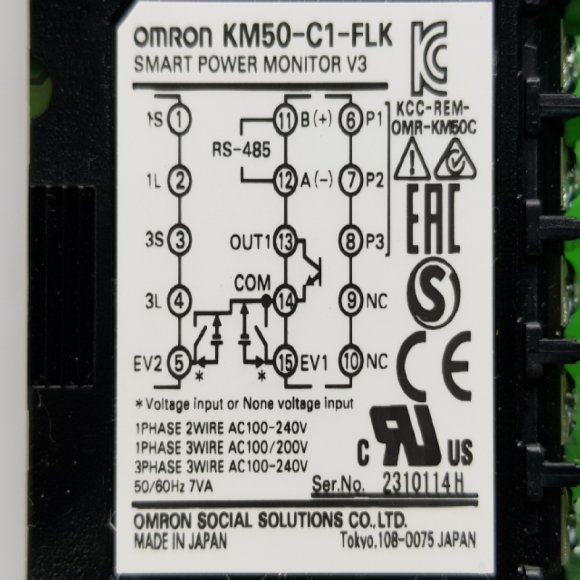 OMRON KM50-C1-FLK
SMART POWER MONITOR V3
KCC-REM-
OMR-KM50C
1S 1 11 B(+) 6 P1
RS-485
1L 2 12 A(-) 7 P2
3S 3 OUT1 13 8 P3
COM
3L 4 14 9 NC
EV2 5 15 EV1 10 NC
* *
EAC
S
CE
*Voltage input or None voltage input
1PHASE 2WIRE AC100-240V
1PHASE 3WIRE AC100/200V
3PHASE 3WIRE AC100-240V
50/60Hz 7VA
C RU US
Ser.No. 2310114H
OMRON SOCIAL SOLUTIONS CO.,LTD.
MADE IN JAPAN Tokyo,108-0075 JAPAN